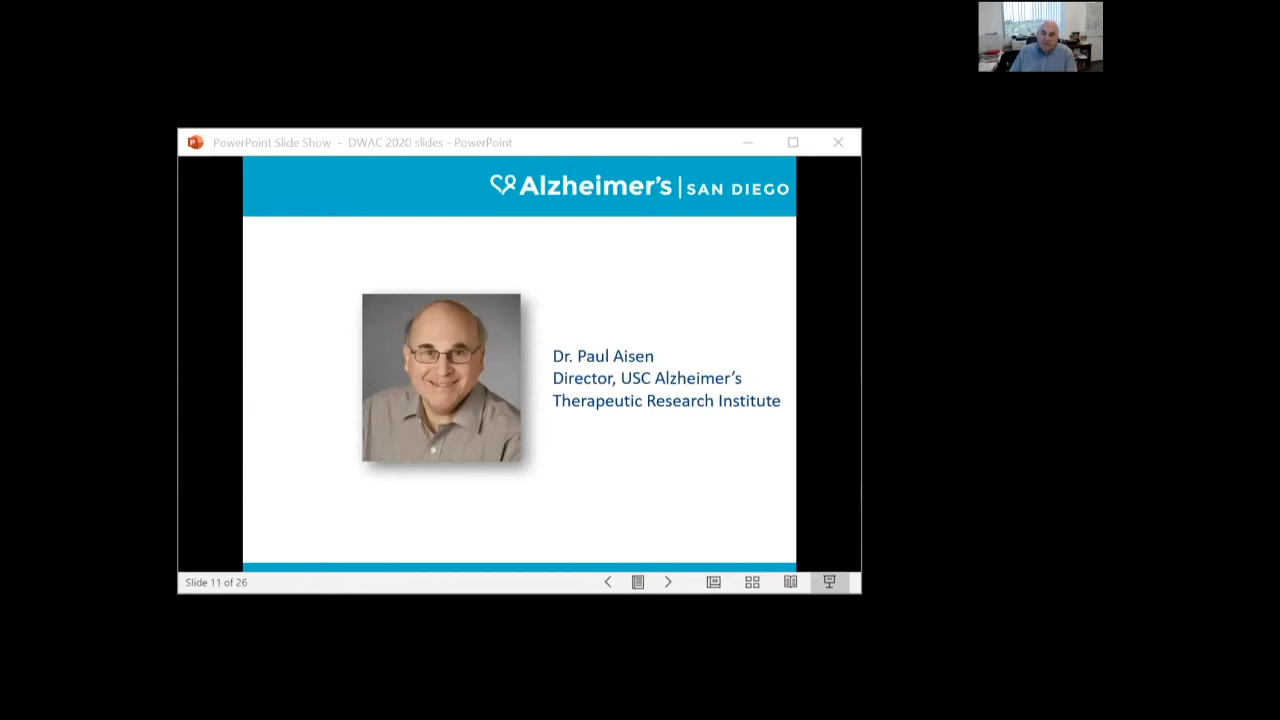 PowerPoint Slide Show - DWAC 2020 slides - PowerPoint
Alzheimer's | SAN DIEGO
Dr. Paul Aisen
Director, USC Alzheimer's
Therapeutic Research Institute
Slide 11 of 26